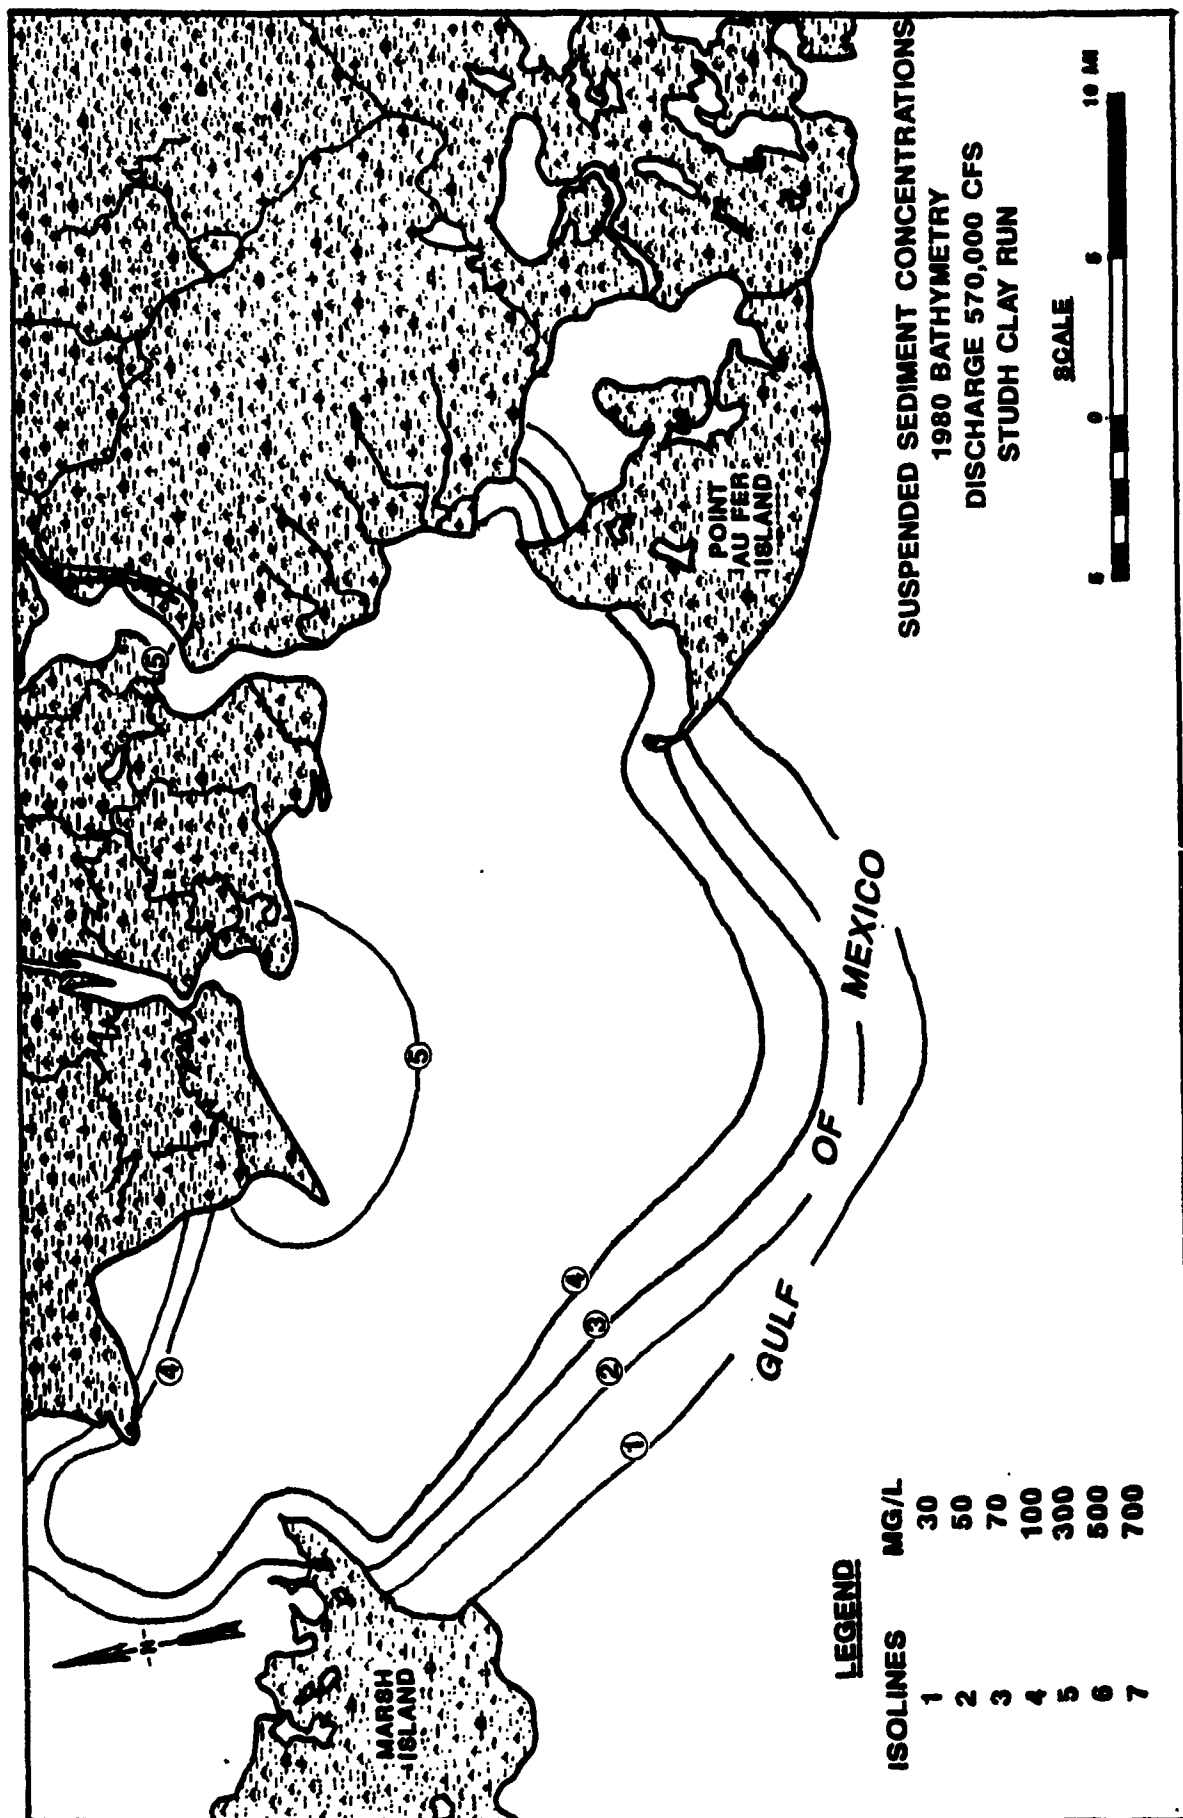 SUSPENDED SEDIMENT CONCENTRATIONS
1980 BATHYMETRY
DISCHARGE 570,000 CFS
STUDH CLAY RUN
SCALE
5 0 5 10 MI
POINT
AU FER
ISLAND
MARSH
ISLAND
GULF OF MEXICO
N
5
5
4
4
3
2
1
LEGEND
ISOLINES MG/L
1 30
2 50
3 70
4 100
5 300
6 500
7 700